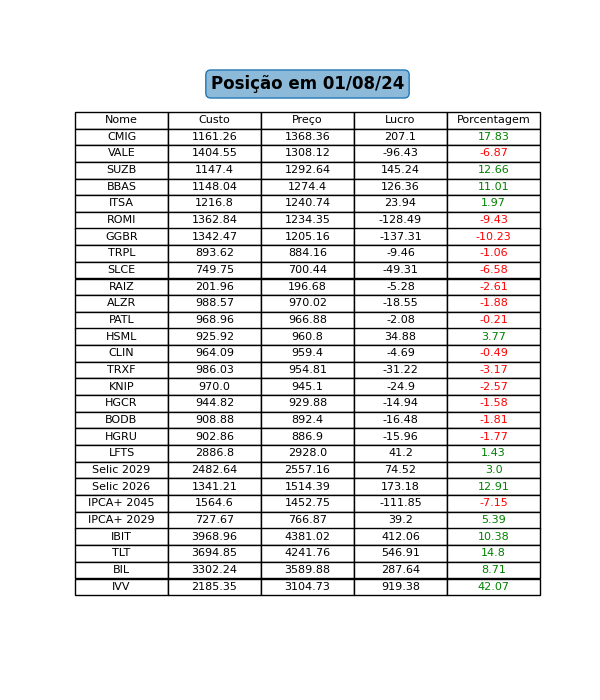 Posição em 01/08/24
Nome Custo Preço Lucro Porcentagem
CMIG 1161.26 1368.36 207.1 17.83
VALE 1404.55 1308.12 -96.43 -6.87
SUZB 1147.4 1292.64 145.24 12.66
BBAS 1148.04 1274.4 126.36 11.01
ITSA 1216.8 1240.74 23.94 1.97
ROMI 1362.84 1234.35 -128.49 -9.43
GGBR 1342.47 1205.16 -137.31 -10.23
TRPL 893.62 884.16 -9.46 -1.06
SLCE 749.75 700.44 -49.31 -6.58
RAIZ 201.96 196.68 -5.28 -2.61
ALZR 988.57 970.02 -18.55 -1.88
PATL 968.96 966.88 -2.08 -0.21
HSML 925.92 960.8 34.88 3.77
CLIN 964.09 959.4 -4.69 -0.49
TRXF 986.03 954.81 -31.22 -3.17
KNIP 970.0 945.1 -24.9 -2.57
HGCR 944.82 929.88 -14.94 -1.58
BODB 908.88 892.4 -16.48 -1.81
HGRU 902.86 886.9 -15.96 -1.77
LFTS 2886.8 2928.0 41.2 1.43
Selic 2029 2482.64 2557.16 74.52 3.0
Selic 2026 1341.21 1514.39 173.18 12.91
IPCA+ 2045 1564.6 1452.75 -111.85 -7.15
IPCA+ 2029 727.67 766.87 39.2 5.39
IBIT 3968.96 4381.02 412.06 10.38
TLT 3694.85 4241.76 546.91 14.8
BIL 3302.24 3589.88 287.64 8.71
IVV 2185.35 3104.73 919.38 42.07